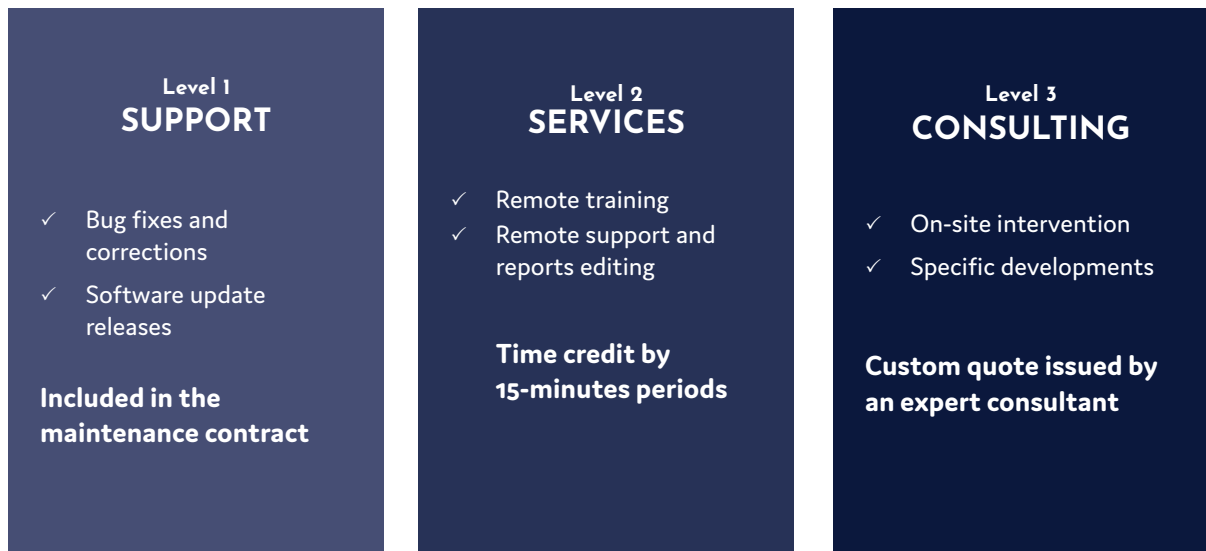 Level 1
SUPPORT
✓ Bug fixes and
corrections
✓ Software update
releases
Included in the
maintenance contract
Level 2
SERVICES
✓ Remote training
✓ Remote support and
reports editing
Time credit by
15-minutes periods
Level 3
CONSULTING
✓ On-site intervention
✓ Specific developments
Custom quote issued by
an expert consultant